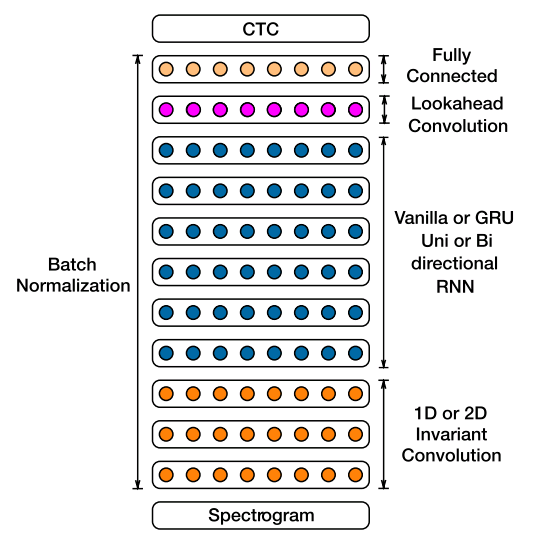 CTC
Fully
Connected
Lookahead
Convolution
Vanilla or GRU
Uni or Bi
directional
RNN
Batch
Normalization
1D or 2D
Invariant
Convolution
Spectrogram